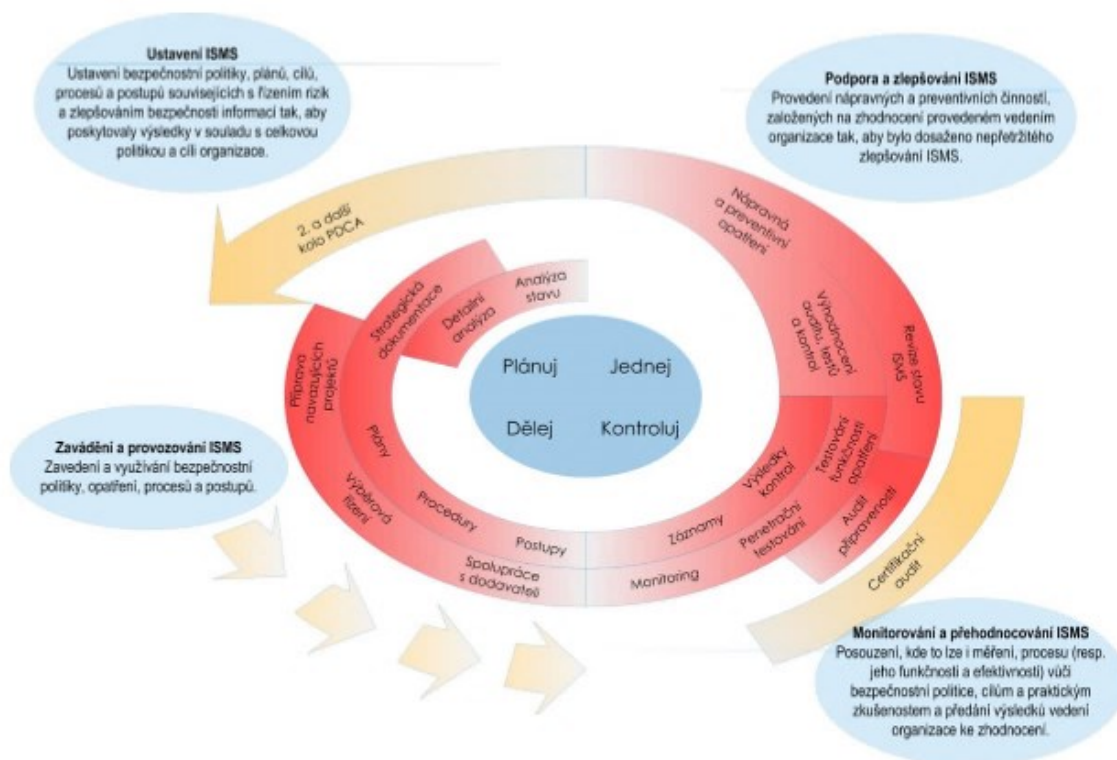 Ustavení ISMS
Ustavení bezpečnostní politiky, plánů, cílů,
procesů a postupů souvisejících s řízením rizik
a zlepšováním bezpečnosti informací tak, aby
poskytovaly výsledky v souladu s celkovou
politikou a cíli organizace.
Podpora a zlepšování ISMS
Provedení nápravných a preventivních činností,
založených na zhodnocení provedeném vedením
organizace tak, aby bylo dosaženo nepřetržitého
zlepšování ISMS.
2. a další
kolo PDCA
Nápravná
a preventivní
opatření
Strategická
dokumentace
Detailní
analýza
Analýza
stavu
Výhodnocení
auditu, testů
a kontrol
Revize stavu
ISMS
Plánuj
Jednej
Dělej
Kontroluj
Příprava
navazujících
projektů
Plány
Procedury
Postupy
Výběrová
řízení
Spolupráce
s dodavateli
Záznamy
Výsledky
kontrol
Monitoring
Penetrační
testování
Testování
funkčnosti
opatření
Audit
připravenosti
Certifikační
audit
Zavádění a provozování ISMS
Zavedení a využívání bezpečnostní
politiky, opatření, procesů a postupů.
Monitorování a přehodnocování ISMS
Posouzení, kde to lze i měření, procesu (resp.
jeho funkčnosti a efektivnosti) vůči
bezpečnostní politice, cílům a praktickým
zkušenostem a předání výsledků vedení
organizace ke zhodnocení.